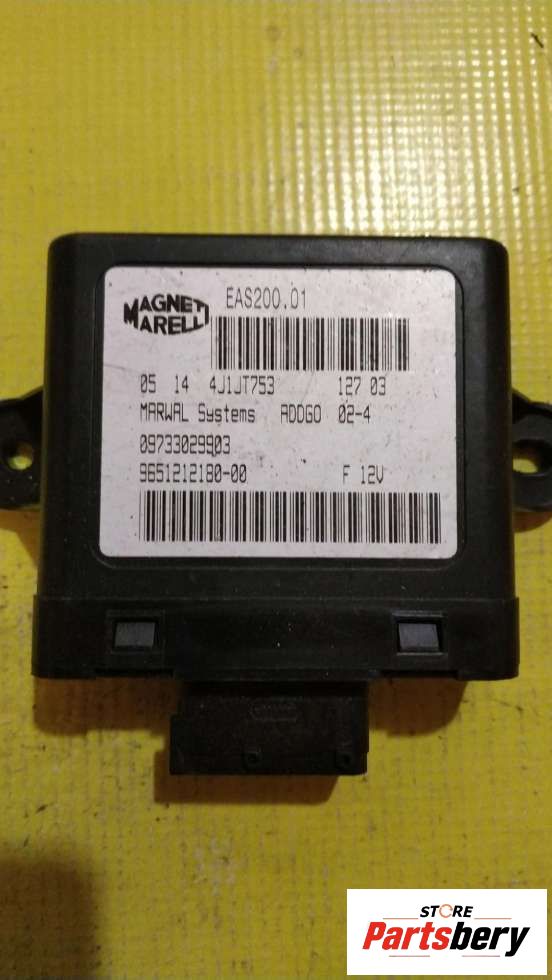 MAGNETI
MARELLI
EAS200.01
05 14 4J1JT753 127 03
MARWAL Systems ADDGO 02-4
09733029903
9651212180-00 F 12V
STORE
Partsbery